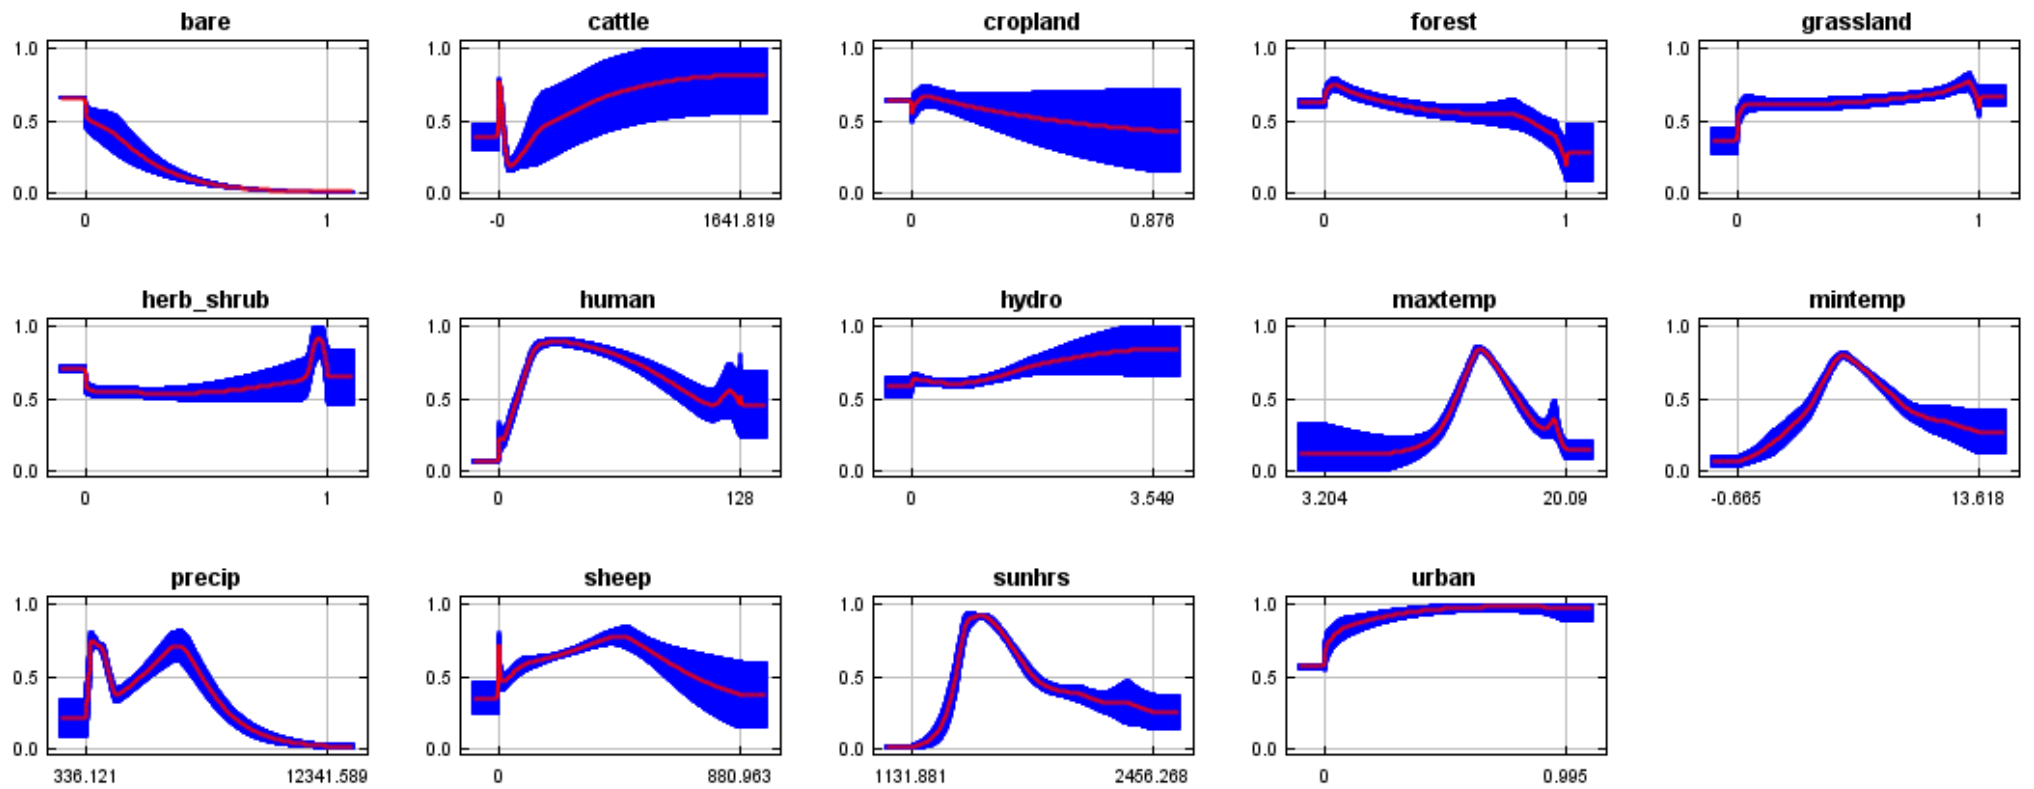 bare cattle cropland forest grassland
1.0 1.0 1.0 1.0 1.0
0.5 0.5 0.5 0.5 0.5
0.0 0.0 0.0 0.0 0.0
0 1 -0 1641.819 0 0.876 0 1 0 1
herb_shrub human hydro maxtemp mintemp
1.0 1.0 1.0 1.0 1.0
0.5 0.5 0.5 0.5 0.5
0.0 0.0 0.0 0.0 0.0
0 1 0 128 0 3.549 3.204 20.09 -0.665 13.618
precip sheep sunhrs urban
1.0 1.0 1.0 1.0
0.5 0.5 0.5 0.5
0.0 0.0 0.0 0.0
336.121 12341.589 0 880.963 1131.881 2456.268 0 0.995